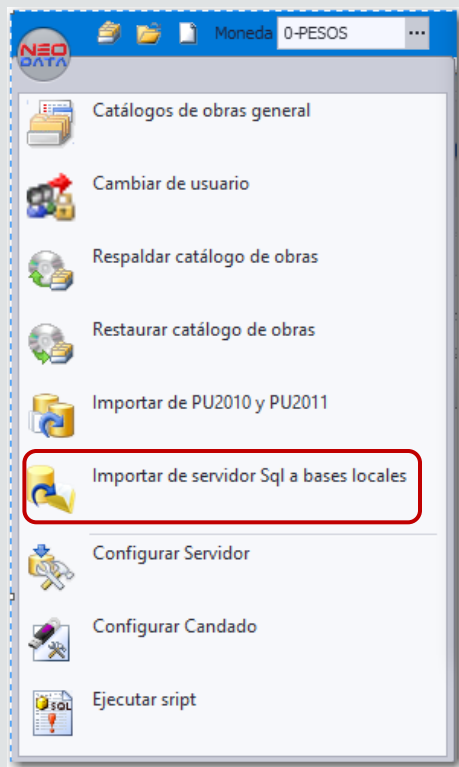 Moneda 0-PESOS ...
NEO
DATA
Catálogos de obras general
Cambiar de usuario
Respaldar catálogo de obras
Restaurar catálogo de obras
Importar de PU2010 y PU2011
Importar de servidor Sql a bases locales
Configurar Servidor
Configurar Candado
SQL
Ejecutar sript